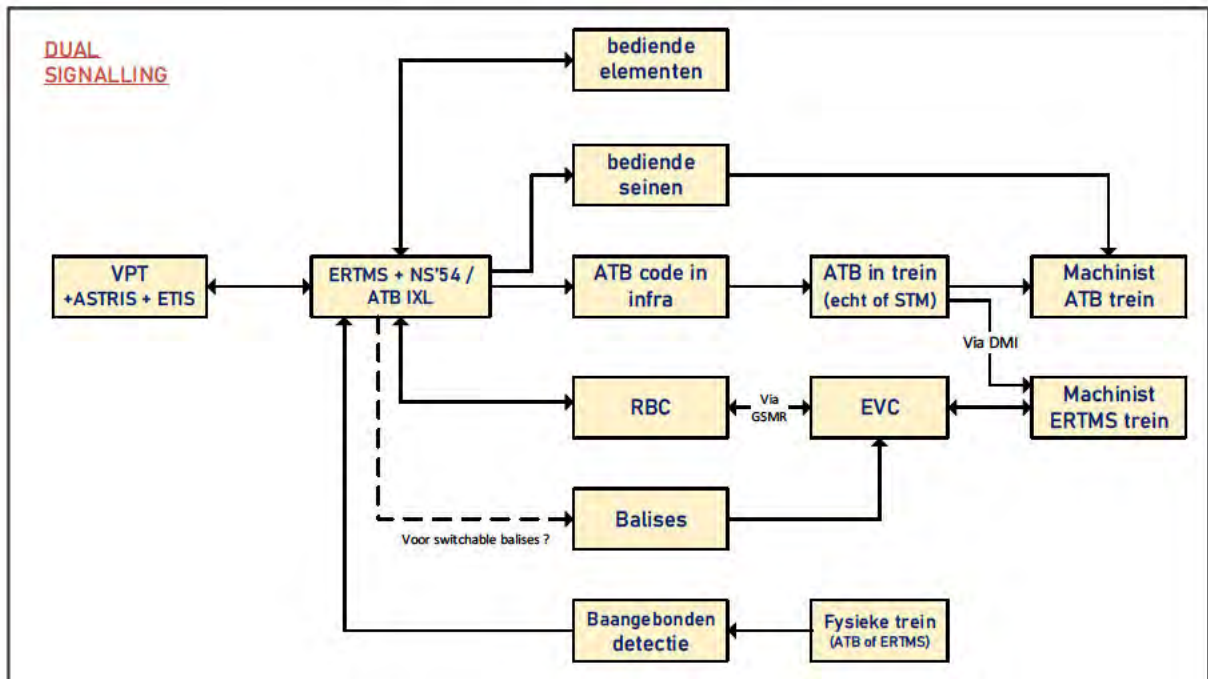 DUAL
SIGNALLING
bediende
elementen
bediende
seinen
VPT
+ASTRIS + ETIS
ERTMS + NS'54 /
ATB IXL
ATB code in
infra
ATB in trein
(echt of STM)
Machinist
ATB trein
Via DMI
RBC
Via
GSMR
EVC
Machinist
ERTMS trein
Balises
Voor switchable balises ?
Baangebonden
detectie
Fysieke trein
(ATB of ERTMS)